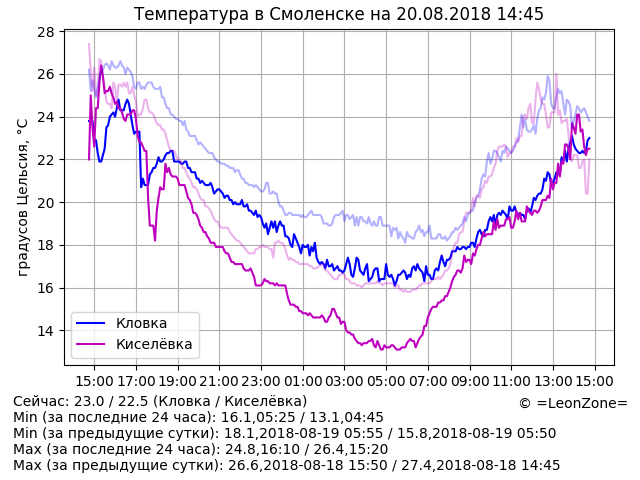 Температура в Смоленске на 20.08.2018 14:45
28
26
24
22
20
18
16
14
градусов Цельсия, °C
Кловка
Киселёвка
15:00 17:00 19:00 21:00 23:00 01:00 03:00 05:00 07:00 09:00 11:00 13:00 15:00
Сейчас: 23.0 / 22.5 (Кловка / Киселёвка)
© =LeonZone=
Min (за последние 24 часа): 16.1,05:25 / 13.1,04:45
Min (за предыдущие сутки): 18.1,2018-08-19 05:55 / 15.8,2018-08-19 05:50
Max (за последние 24 часа): 24.8,16:10 / 26.4,15:20
Max (за предыдущие сутки): 26.6,2018-08-18 15:50 / 27.4,2018-08-18 14:45